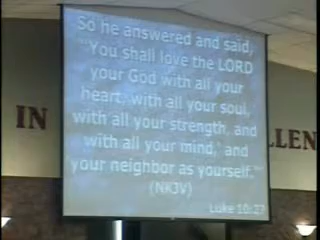 So he answered and said,
"'You shall love the LORD
your God with all your
heart, with all your soul,
with all your strength, and
with all your mind,' and
your neighbor as yourself.'"
(NKJV)
Luke 10:27
IN
LLEN